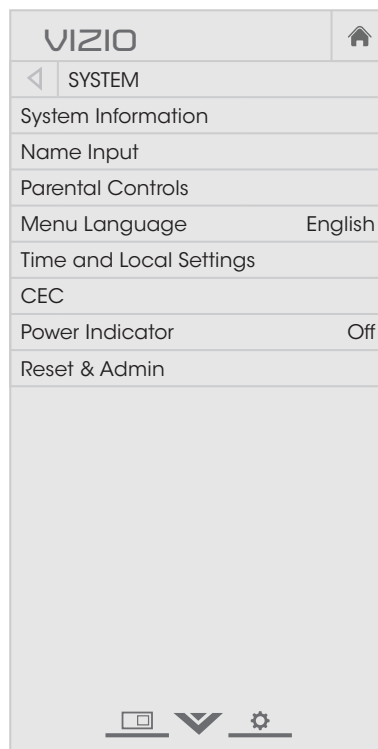 VIZIO
SYSTEM
System Information
Name Input
Parental Controls
Menu Language English
Time and Local Settings
CEC
Power Indicator Off
Reset & Admin